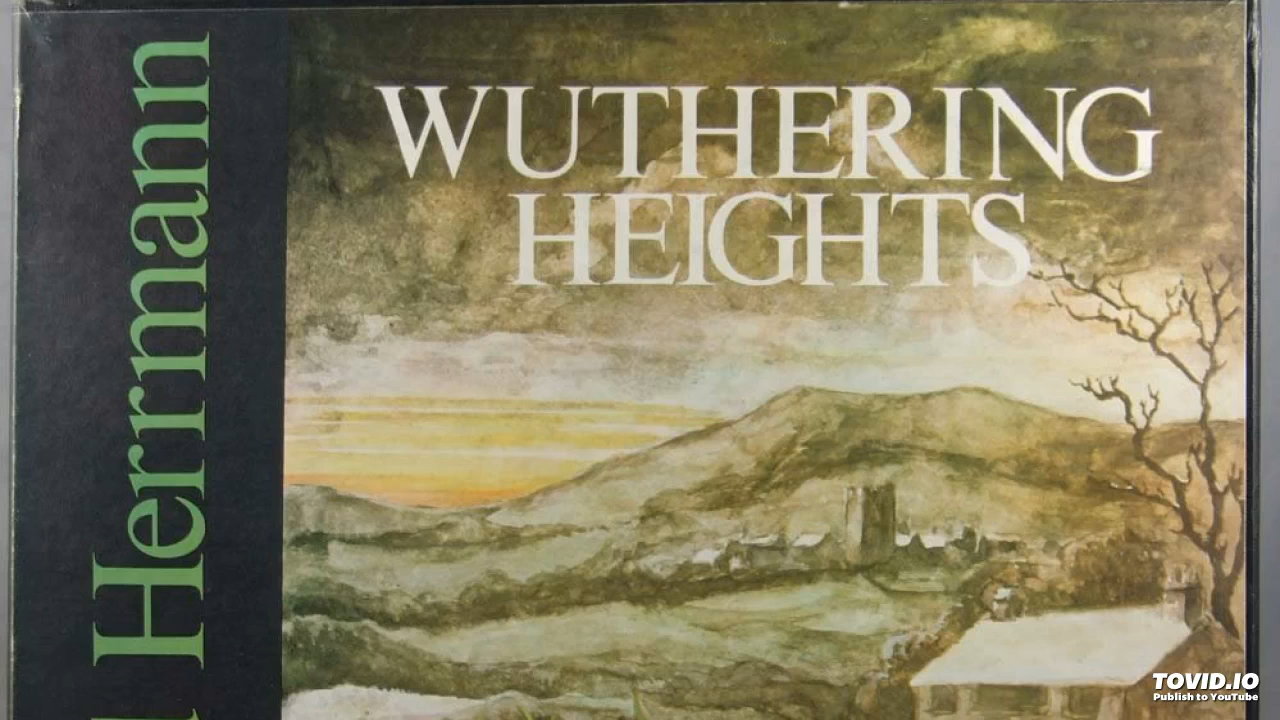 Herrmann
WUTHERING
HEIGHTS
TOVID.IO
Publish to YouTube